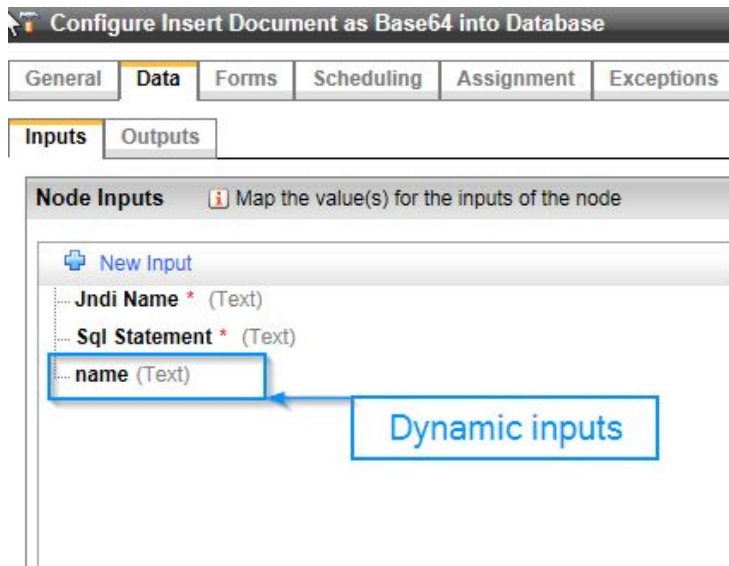 Configure Insert Document as Base64 into Database
General Data Forms Scheduling Assignment Exceptions
Inputs Outputs
Node Inputs i Map the value(s) for the inputs of the node
New Input
Jndi Name * (Text)
Sql Statement * (Text)
name (Text)
Dynamic inputs